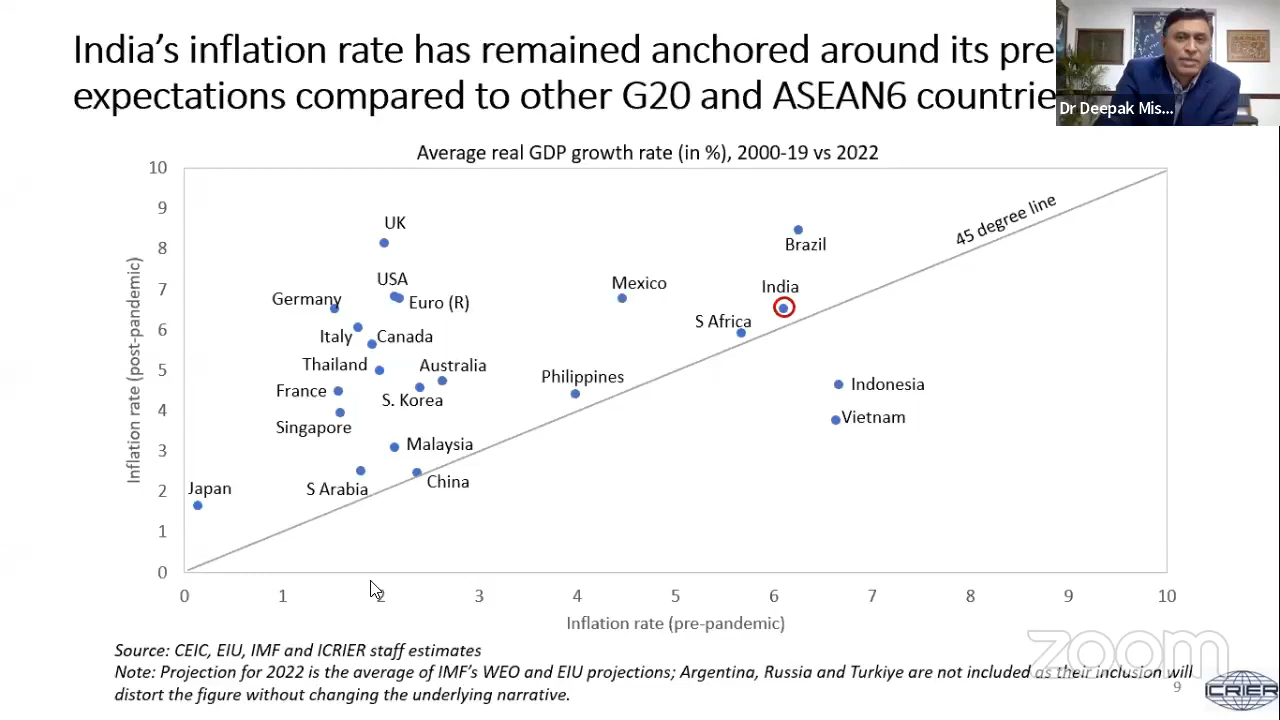 India's inflation rate has remained anchored around its pre
expectations compared to other G20 and ASEAN6 countrie
Dr Deepak Mis...
Average real GDP growth rate (in %), 2000-19 vs 2022
Inflation rate (post-pandemic)
10
9
8
7
6
5
4
3
2
1
0
UK
USA
Germany
Euro (R)
Italy
Canada
Thailand
Australia
France
S. Korea
Singapore
Malaysia
S Arabia
China
Japan
Mexico
Philippines
Brazil
India
S Africa
Indonesia
Vietnam
45 degree line
0 1 2 3 4 5 6 7 8 9 10
Inflation rate (pre-pandemic)
Source: CEIC, EIU, IMF and ICRIER staff estimates
Note: Projection for 2022 is the average of IMF's WEO and EIU projections; Argentina, Russia and Turkiye are not included as their inclusion will
distort the figure without changing the underlying narrative.
zoom
9
ICRIER